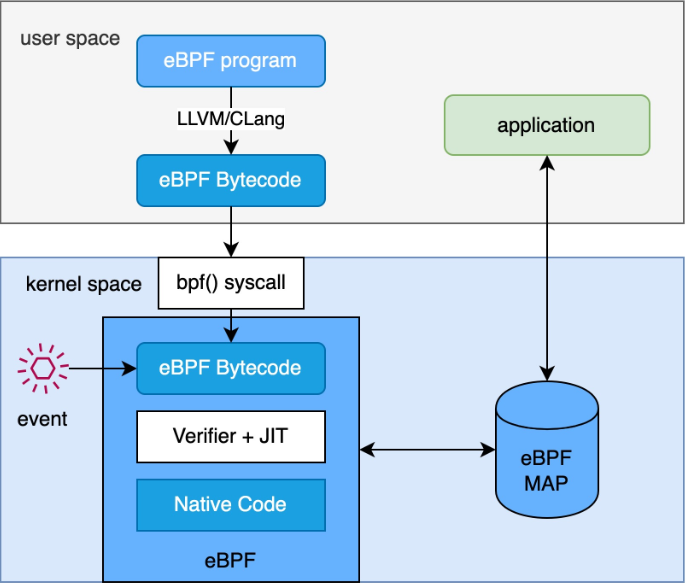 user space
eBPF program
LLVM/CLang
application
eBPF Bytecode
kernel space
bpf() syscall
eBPF Bytecode
event
Verifier + JIT
eBPF
MAP
Native Code
eBPF